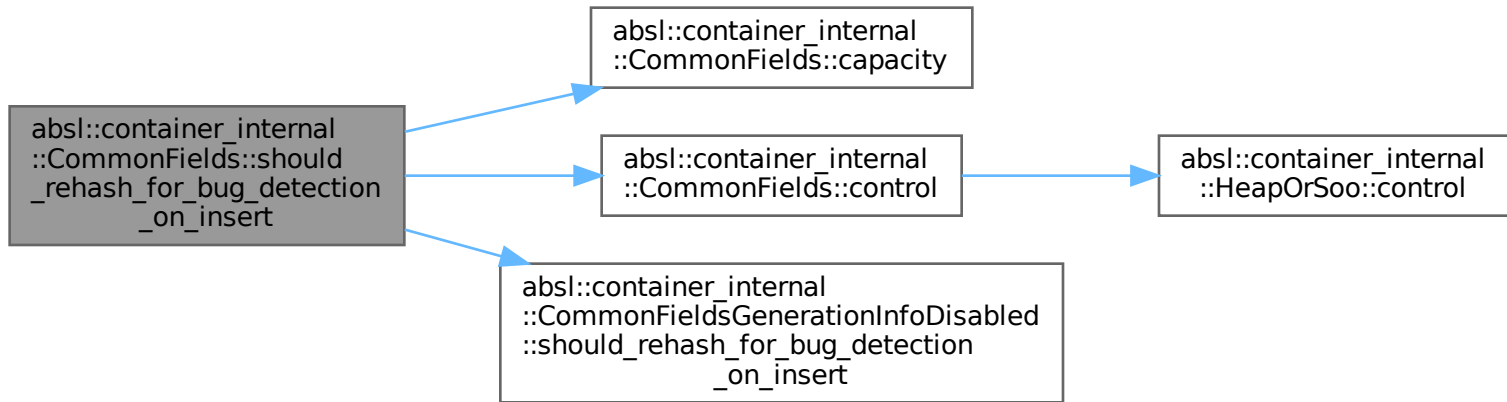 absl::container_internal
::CommonFields::should
_rehash_for_bug_detection
_on_insert
absl::container_internal
::CommonFields::capacity
absl::container_internal
::CommonFields::control
absl::container_internal
::HeapOrSoo::control
absl::container_internal
::CommonFieldsGenerationInfoDisabled
::should_rehash_for_bug_detection
_on_insert